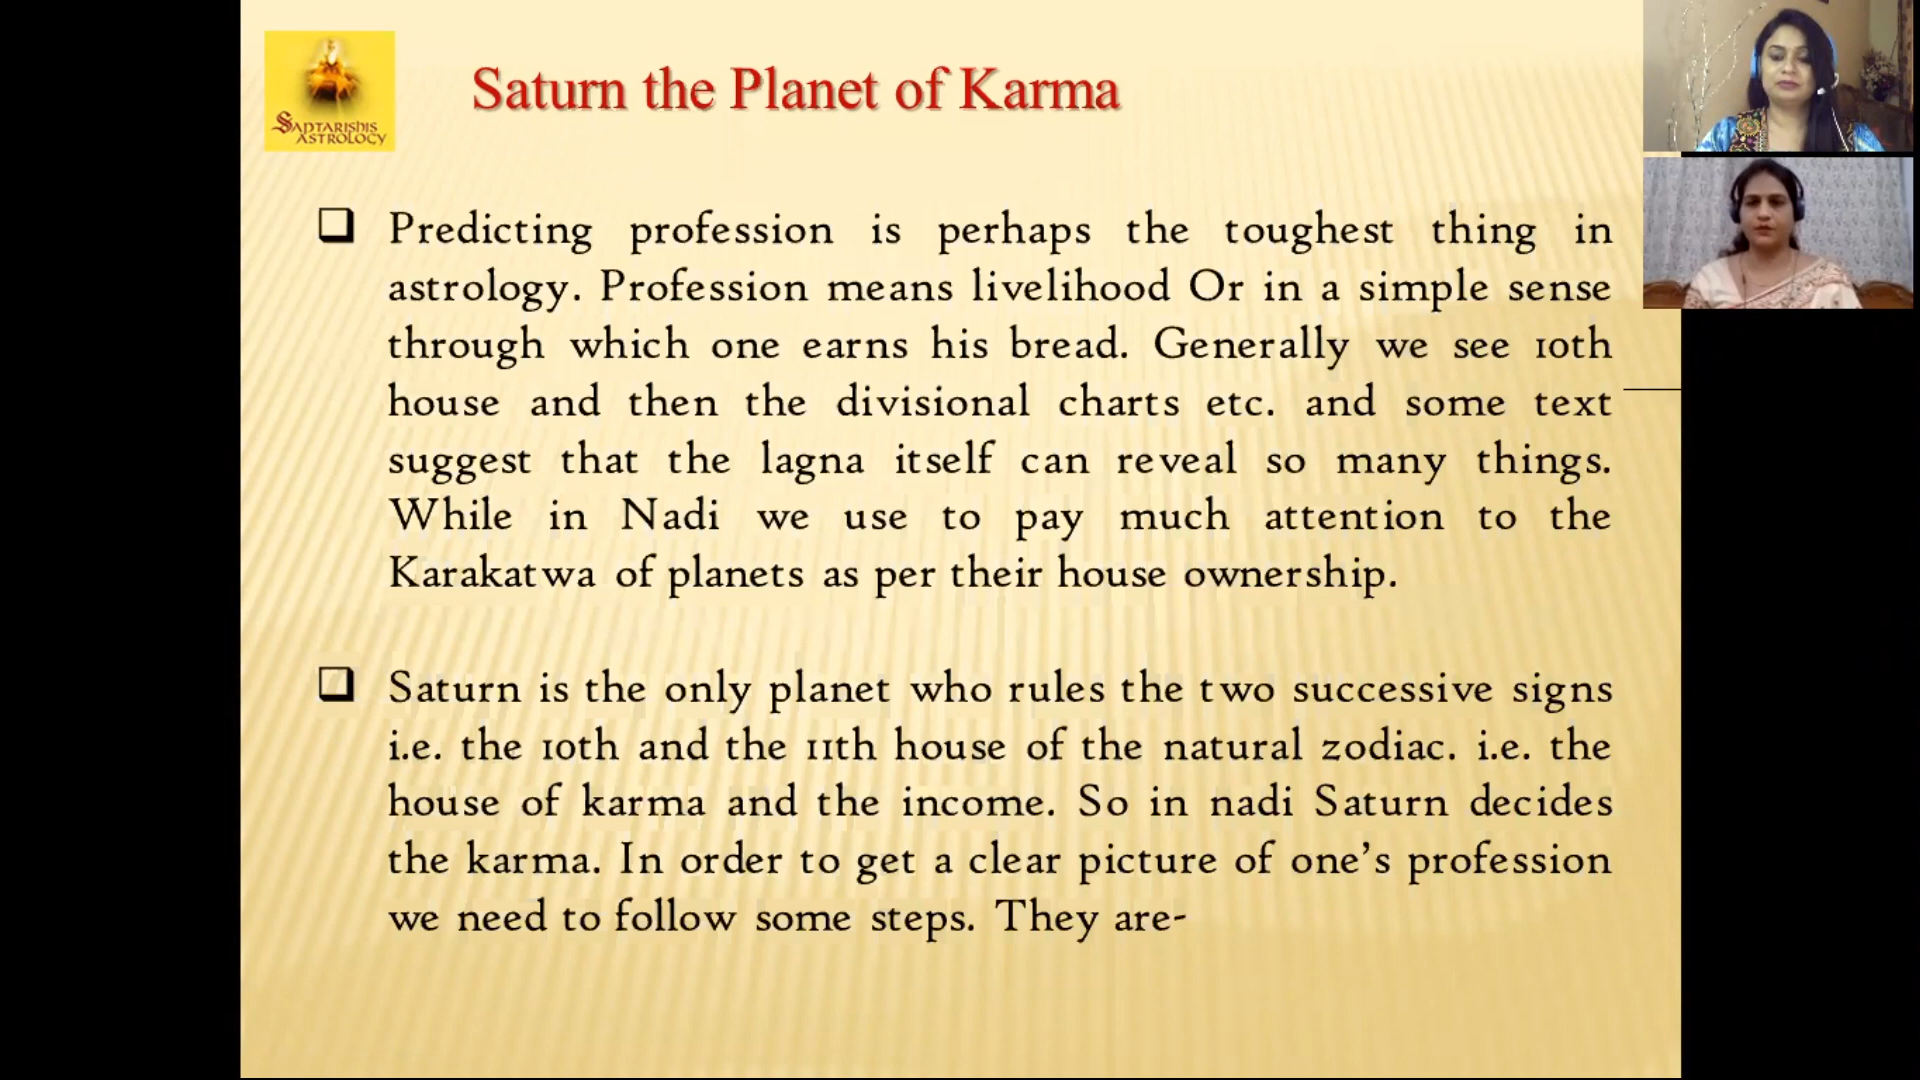 SAPTARISHIS
ASTROLOGY
Saturn the Planet of Karma
Predicting profession is perhaps the toughest thing in
astrology. Profession means livelihood Or in a simple sense
through which one earns his bread. Generally we see 10th
house and then the divisional charts etc. and some text
suggest that the lagna itself can reveal so many things.
While in Nadi we use to pay much attention to the
Karakatwa of planets as per their house ownership.
Saturn is the only planet who rules the two successive signs
i.e. the 10th and the 11th house of the natural zodiac. i.e. the
house of karma and the income. So in nadi Saturn decides
the karma. In order to get a clear picture of one’s profession
we need to follow some steps. They are-